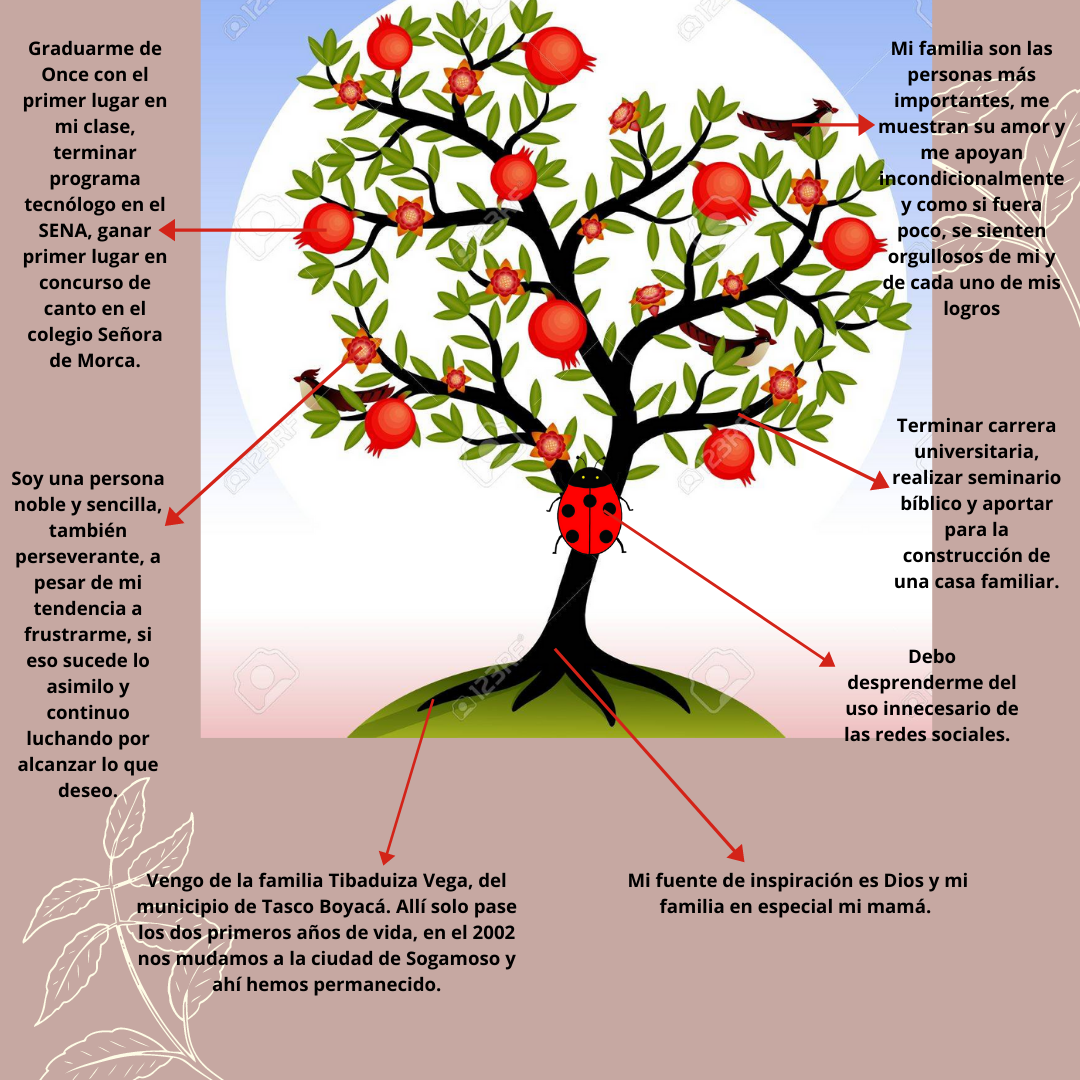 Graduarme de
Once con el
primer lugar en
mi clase,
terminar
programa
tecnólogo en el
SENA, ganar
primer lugar en
concurso de
canto en el
colegio Señora
de Morca.
Mi familia son las
personas más
importantes, me
muestran su amor y
me apoyan
incondicionalmente
y como si fuera
poco, se sienten
orgullosos de mi y
de cada uno de mis
logros
Soy una persona
noble y sencilla,
también
perseverante, a
pesar de mi
tendencia a
frustrarme, si
eso sucede lo
asimilo y
continuo
luchando por
alcanzar lo que
deseo.
Terminar carrera
universitaria,
realizar seminario
bíblico y aportar
para la
construcción de
una casa familiar.
Debo
desprenderme del
uso innecesario de
las redes sociales.
Vengo de la familia Tibaduiza Vega, del
municipio de Tasco Boyacá. Allí solo pase
los dos primeros años de vida, en el 2002
nos mudamos a la ciudad de Sogamoso y
ahí hemos permanecido.
Mi fuente de inspiración es Dios y mi
familia en especial mi mamá.
123RF
123RF
123RF
123RF
123RF
123RF